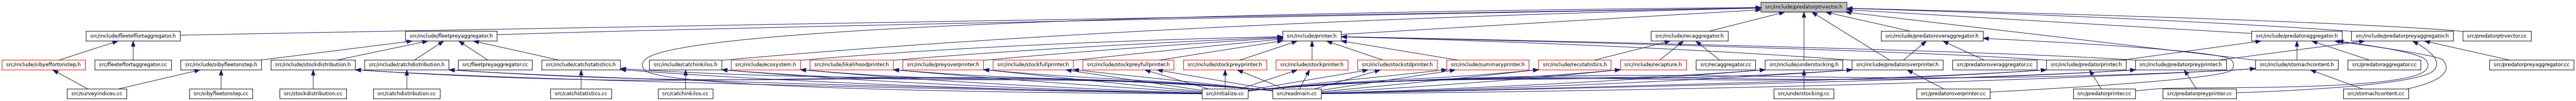 src/include/predatorptrvector.h
src/include/fleeteffortaggregator.h
src/include/fleetpreyaggregator.h
src/include/printer.h
src/include/recaggregator.h
src/include/predatoroveraggregator.h
src/include/predatoraggregator.h
src/include/predatorpreyaggregator.h
src/predatorptrvector.cc
src/include/sibyeffortonstep.h
src/fleeteffortaggregator.cc
src/include/sibyfleetonstep.h
src/include/stockdistribution.h
src/include/catchdistribution.h
src/fleetpreyaggregator.cc
src/include/catchstatistics.h
src/include/catchinkilos.h
src/include/ecosystem.h
src/include/likelihoodprinter.h
src/include/preyoverprinter.h
src/include/stockfullprinter.h
src/include/stockpreyfullprinter.h
src/include/stockpreyprinter.h
src/include/stockprinter.h
src/include/stockstdprinter.h
src/include/summaryprinter.h
src/include/recstatistics.h
src/include/recapture.h
src/recaggregator.cc
src/include/understocking.h
src/include/predatoroverprinter.h
src/predatoroveraggregator.cc
src/include/predatorprinter.h
src/include/predatorpreyprinter.h
src/include/stomachcontent.h
src/predatoraggregator.cc
src/predatorpreyaggregator.cc
src/surveyindices.cc
src/sibyfleetonstep.cc
src/stockdistribution.cc
src/catchdistribution.cc
src/catchstatistics.cc
src/catchinkilos.cc
src/initialize.cc
src/readmain.cc
src/understocking.cc
src/predatoroverprinter.cc
src/predatorprinter.cc
src/predatorpreyprinter.cc
src/stomachcontent.cc